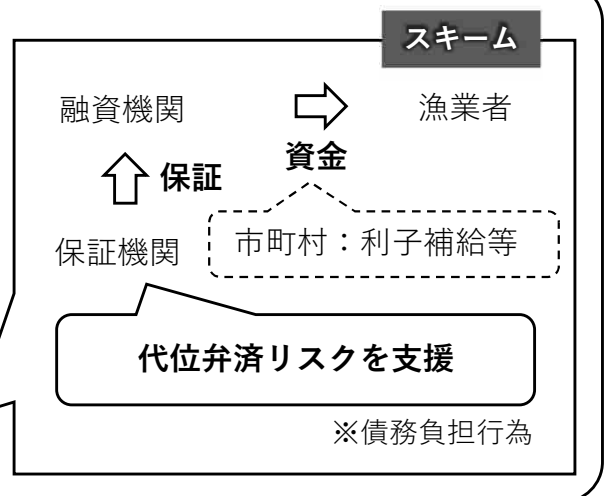 スキーム
融資機関
漁業者
資金
保証
保証機関
市町村：利子補給等
代位弁済リスクを支援
※債務負担行為